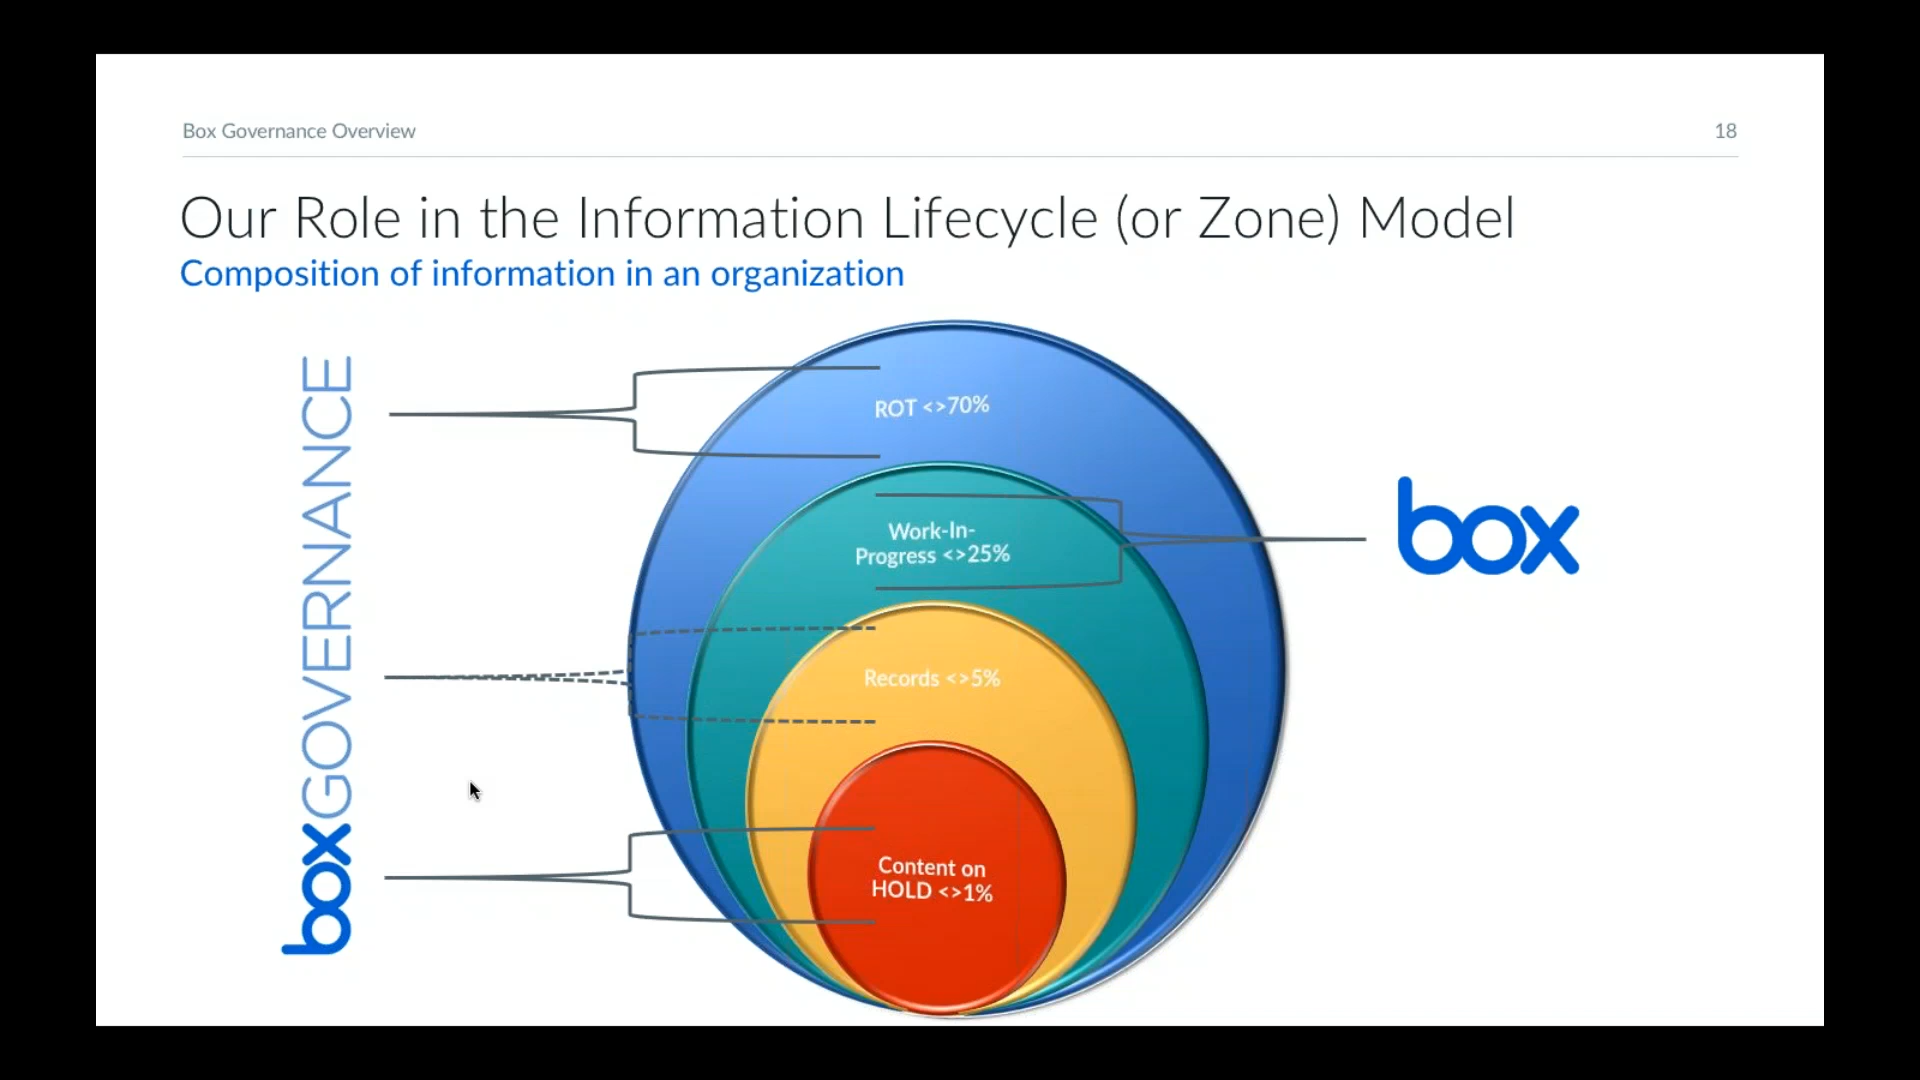 Box Governance Overview
18
Our Role in the Information Lifecycle (or Zone) Model
Composition of information in an organization
boxGOVERNANCE
ROT <>70%
Work-In-
Progress <>25%
box
Records <>5%
Content on
HOLD <>1%